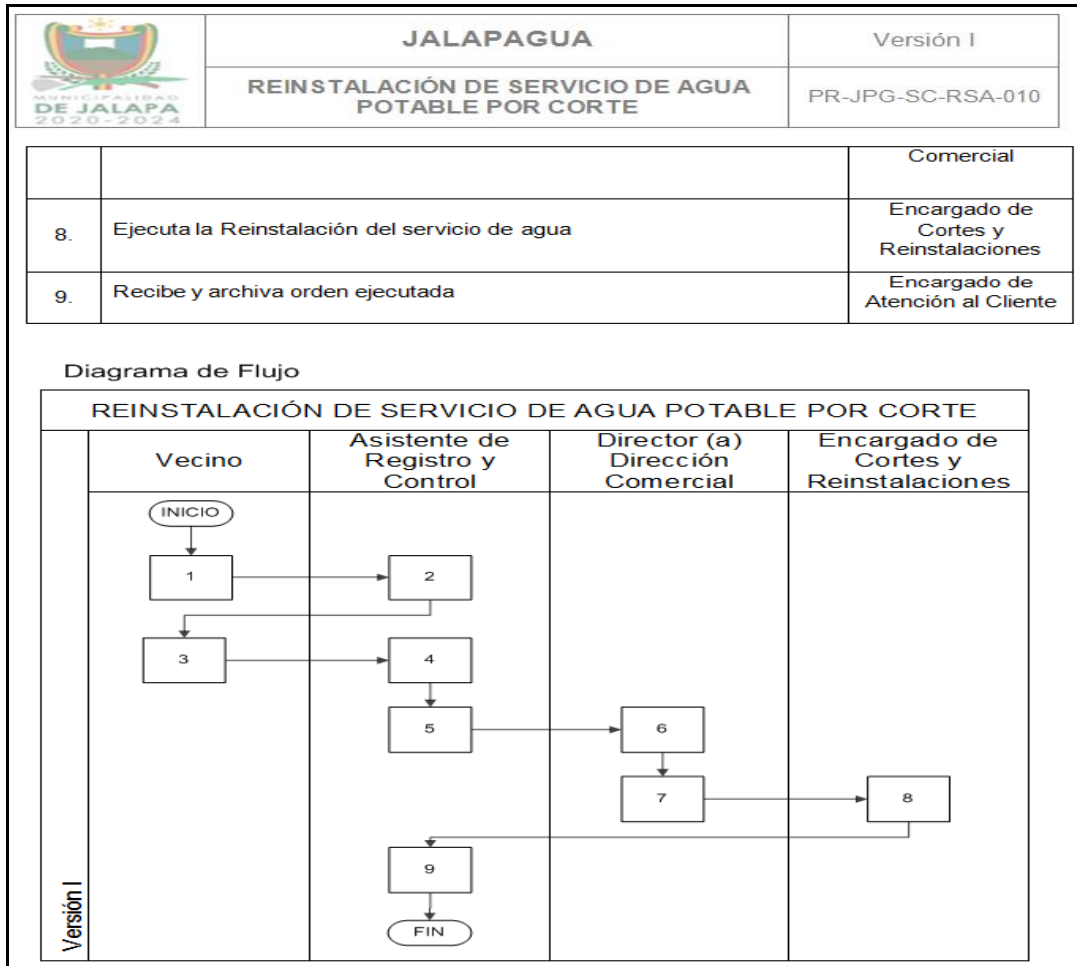 JALAPAGUA
Versión I
MUNICIPALIDAD
DE JALAPA
2020-2024
REINSTALACIÓN DE SERVICIO DE AGUA
POTABLE POR CORTE
PR-JPG-SC-RSA-010
Comercial
8.
Ejecuta la Reinstalación del servicio de agua
Encargado de
Cortes y
Reinstalaciones
9.
Recibe y archiva orden ejecutada
Encargado de
Atención al Cliente
Diagrama de Flujo
REINSTALACIÓN DE SERVICIO DE AGUA POTABLE POR CORTE
Vecino
Asistente de
Registro y
Control
Director (a)
Dirección
Comercial
Encargado de
Cortes y
Reinstalaciones
INICIO
1
2
3
4
5
6
7
8
9
FIN
Versión I